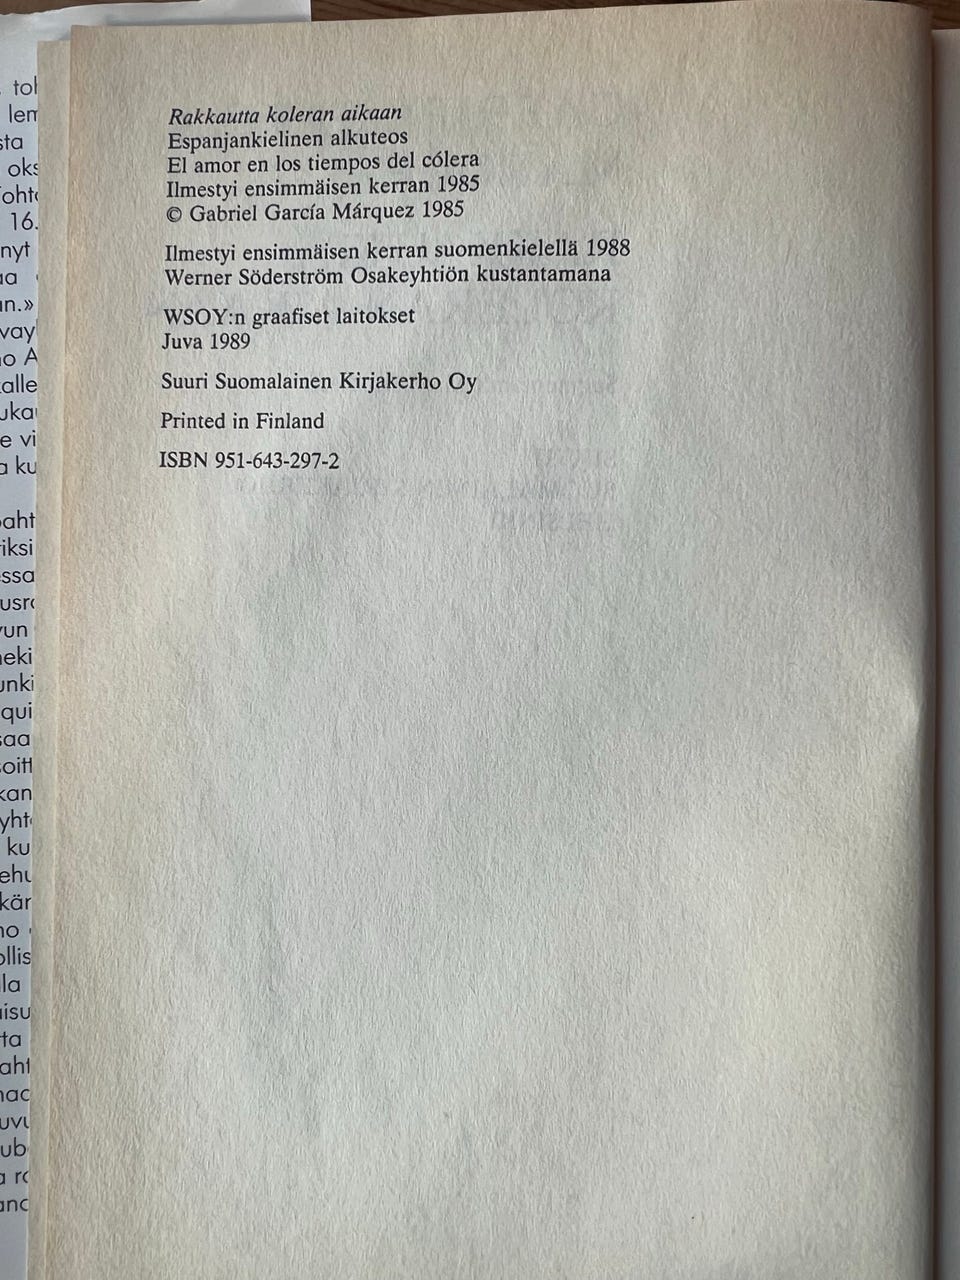 Rakkautta koleran aikaan
Espanjankielinen alkuteos
El amor en los tiempos del cólera
Ilmestyi ensimmäisen kerran 1985
© Gabriel García Márquez 1985
Ilmestyi ensimmäisen kerran suomenkielellä 1988
Werner Söderström Osakeyhtiön kustantamana
WSOY:n graafiset laitokset
Juva 1989
Suuri Suomalainen Kirjakerho Oy
Printed in Finland
ISBN 951-643-297-2